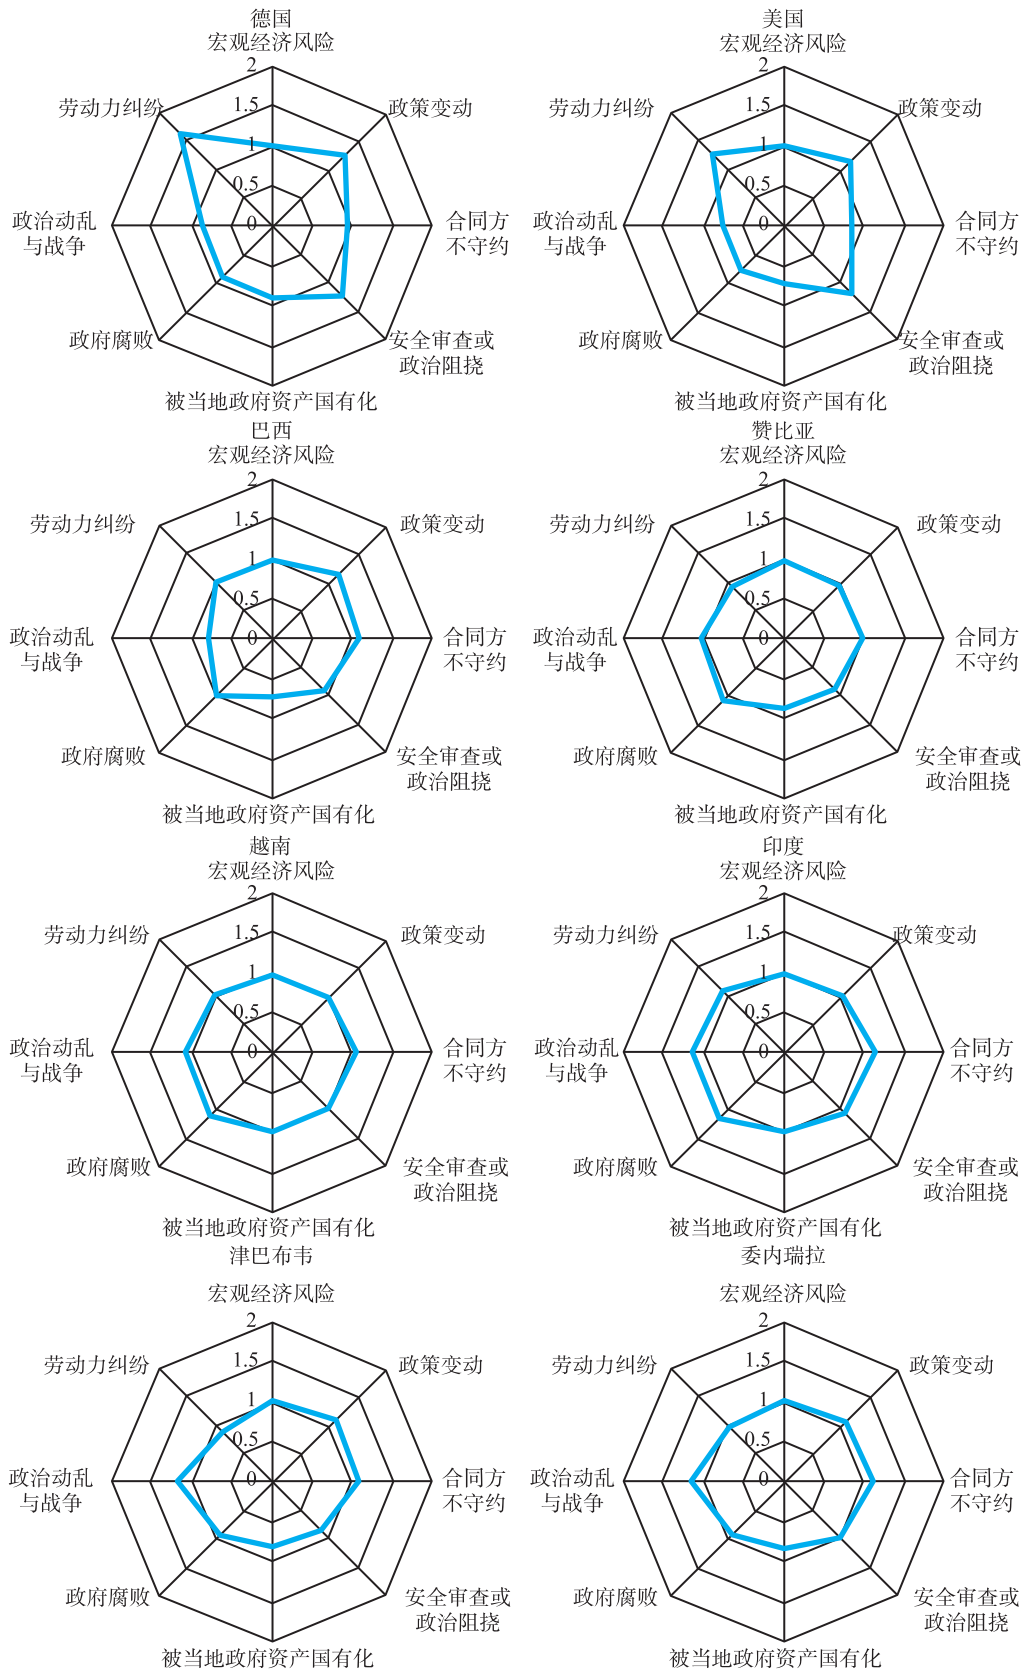 德国
宏观经济风险
2
劳动力纠纷
政策变动
1.5
1
0.5
0
政治动乱
与战争
合同方
不守约
政府腐败
安全审查或
政治阻挠
被当地政府资产国有化
美国
宏观经济风险
2
劳动力纠纷
政策变动
1.5
1
0.5
0
政治动乱
与战争
合同方
不守约
政府腐败
安全审查或
政治阻挠
被当地政府资产国有化
巴西
宏观经济风险
2
劳动力纠纷
政策变动
1.5
1
0.5
0
政治动乱
与战争
合同方
不守约
政府腐败
安全审查或
政治阻挠
被当地政府资产国有化
赞比亚
宏观经济风险
2
劳动力纠纷
政策变动
1.5
1
0.5
0
政治动乱
与战争
合同方
不守约
政府腐败
安全审查或
政治阻挠
被当地政府资产国有化
越南
宏观经济风险
2
劳动力纠纷
政策变动
1.5
1
0.5
0
政治动乱
与战争
合同方
不守约
政府腐败
安全审查或
政治阻挠
被当地政府资产国有化
印度
宏观经济风险
2
劳动力纠纷
政策变动
1.5
1
0.5
0
政治动乱
与战争
合同方
不守约
政府腐败
安全审查或
政治阻挠
被当地政府资产国有化
津巴布韦
宏观经济风险
2
劳动力纠纷
政策变动
1.5
1
0.5
0
政治动乱
与战争
合同方
不守约
政府腐败
安全审查或
政治阻挠
被当地政府资产国有化
委内瑞拉
宏观经济风险
2
劳动力纠纷
政策变动
1.5
1
0.5
0
政治动乱
与战争
合同方
不守约
政府腐败
安全审查或
政治阻挠
被当地政府资产国有化